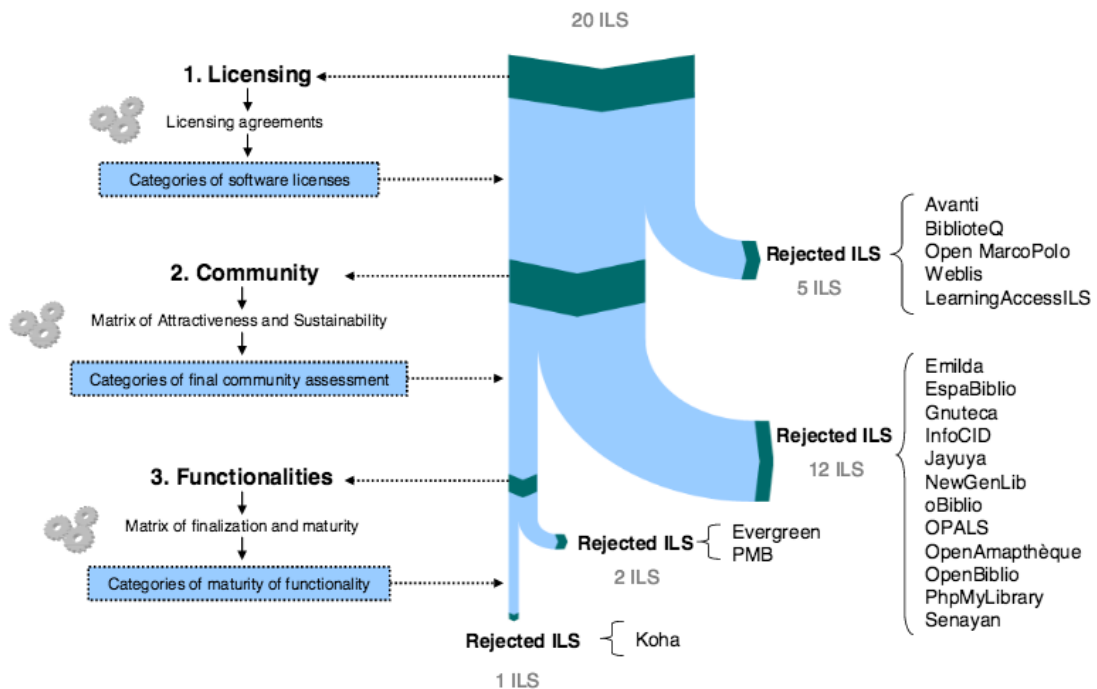 20 ILS
1. Licensing
Licensing agreements
Categories of software licenses
Rejected ILS
5 ILS
Avanti
BiblioteQ
Open MarcoPolo
Weblis
LearningAccessILS
2. Community
Matrix of Attractiveness and Sustainability
Categories of final community assessment
Rejected ILS
12 ILS
Emilda
EspaBiblio
Gnuteca
InfoCID
Jayuya
NewGenLib
oBiblio
OPALS
OpenAmapthèque
OpenBiblio
PhpMyLibrary
Senayan
3. Functionalities
Matrix of finalization and maturity
Categories of maturity of functionality
Rejected ILS
2 ILS
Evergreen
PMB
Rejected ILS
1 ILS
Koha